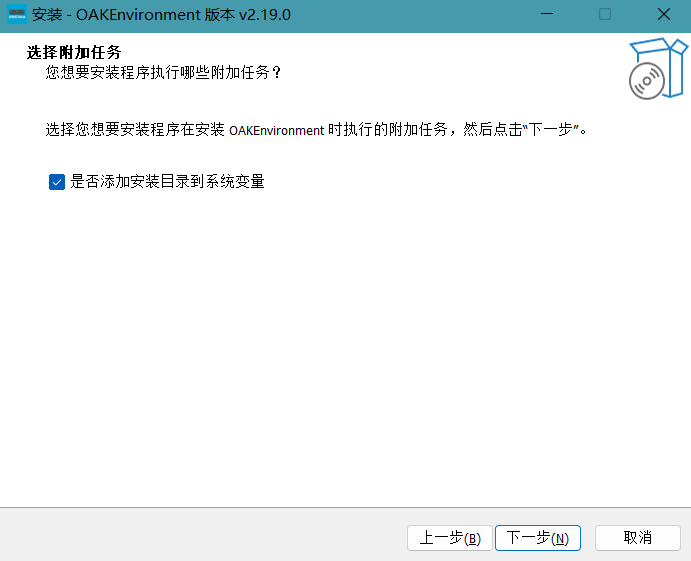 安装 - OAKEnvironment 版本 v2.19.0
选择附加任务
您想要安装程序执行哪些附加任务？
选择您想要安装程序在安装 OAKEnvironment 时执行的附加任务，然后点击“下一步”。
是否添加安装目录到系统变量
上一步(B) 下一步(N) 取消